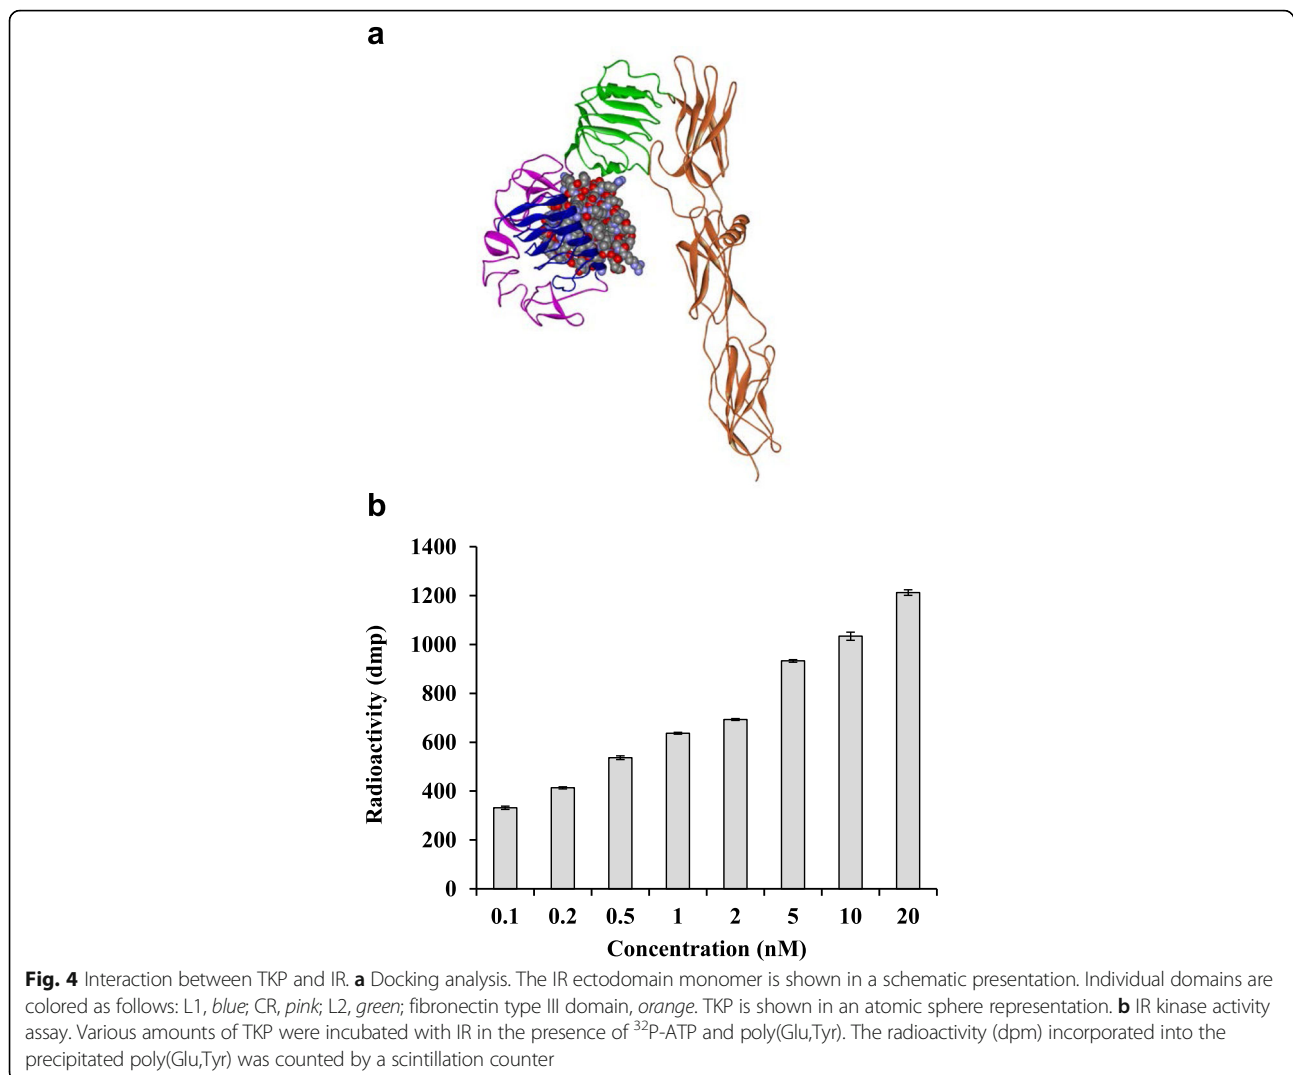 a
b
1400
1200
1000
800
600
400
200
0
Radioactivity (dmp)
0.1 0.2 0.5 1 2 5 10 20
Concentration (nM)
Fig. 4 Interaction between TKP and IR. a Docking analysis. The IR ectodomain monomer is shown in a schematic presentation. Individual domains are
colored as follows: L1, blue; CR, pink; L2, green; fibronectin type III domain, orange. TKP is shown in an atomic sphere representation. b IR kinase activity
assay. Various amounts of TKP were incubated with IR in the presence of ³²P-ATP and poly(Glu,Tyr). The radioactivity (dpm) incorporated into the
precipitated poly(Glu,Tyr) was counted by a scintillation counter